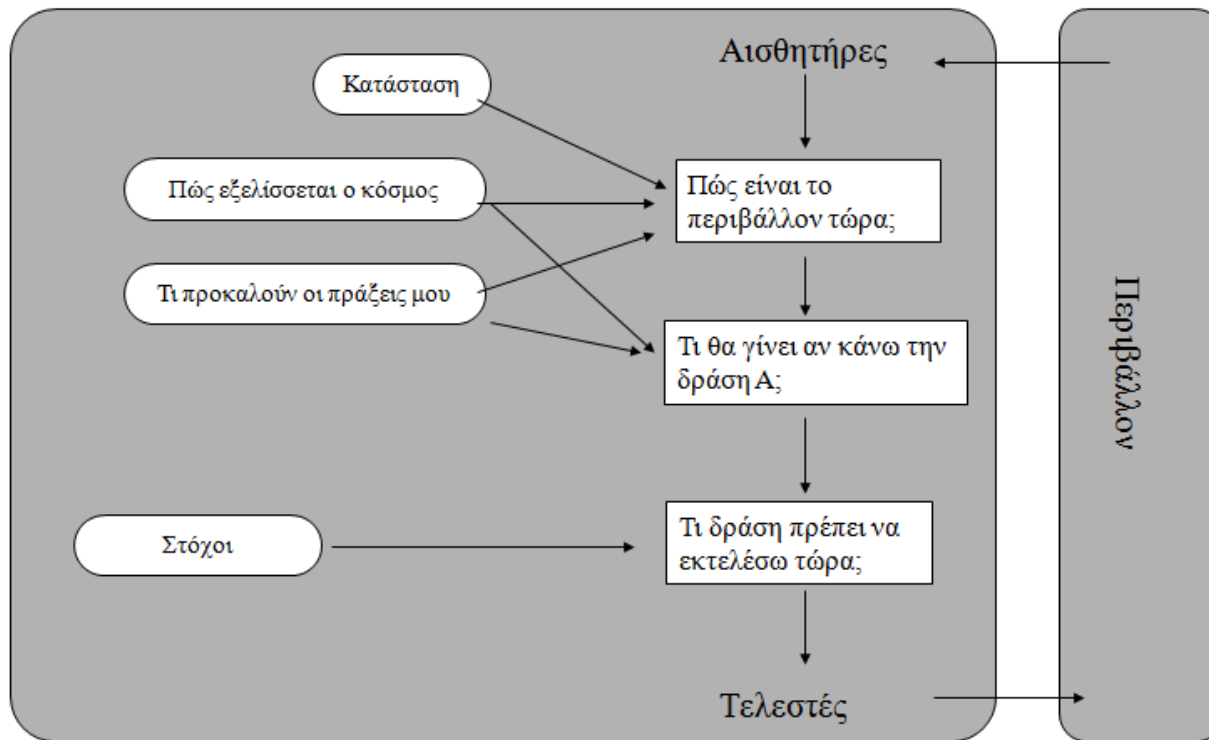 Αισθητήρες
Κατάσταση
Πώς εξελίσσεται ο κόσμος
Πώς είναι το
περιβάλλον τώρα;
Τι προκαλούν οι πράξεις μου
Τι θα γίνει αν κάνω την
δράση Α;
Στόχοι
Τι δράση πρέπει να
εκτελέσω τώρα;
Τελεστές
Περιβάλλον